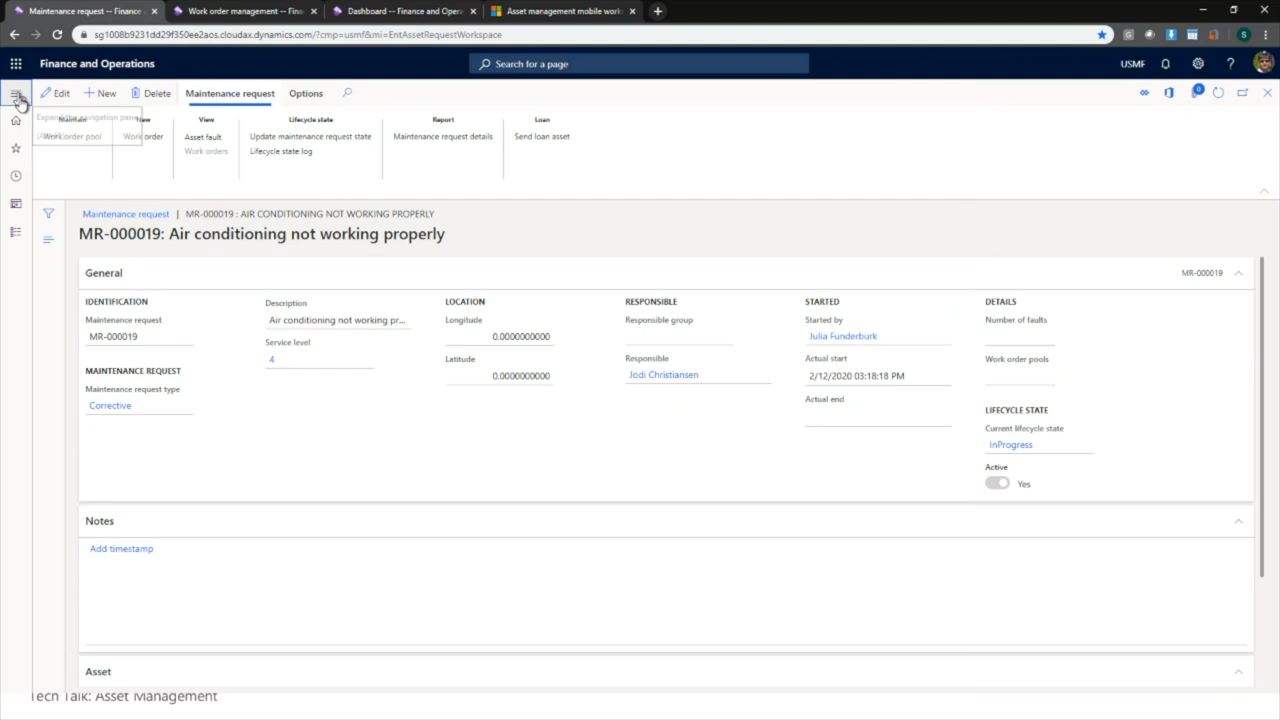 Maintenance request -- Finance
Work order management -- Fina
Dashboard -- Finance and Opera
Asset management mobile work
sg1008b9231dd29f350ee2aos.cloudax.dynamics.com/?cmp=usmf&mi=EntAssetRequestWorkspace
Finance and Operations
Search for a page
USMF
Edit
New
Delete
Maintenance request
Options
0
Expand the navigation pane
Maintain
New
View
Lifecycle state
Report
Loan
Work order pool
Work order
Asset fault
Update maintenance request state
Maintenance request details
Send loan asset
Work orders
Lifecycle state log
Maintenance request | MR-000019 : AIR CONDITIONING NOT WORKING PROPERLY
MR-000019: Air conditioning not working properly
General
MR-000019
IDENTIFICATION
Maintenance request
MR-000019
MAINTENANCE REQUEST
Maintenance request type
Corrective
Description
Air conditioning not working pr...
Service level
4
LOCATION
Longitude
0.0000000000
Latitude
0.0000000000
RESPONSIBLE
Responsible group
Responsible
Jodi Christiansen
STARTED
Started by
Julia Funderburk
Actual start
2/12/2020 03:18:18 PM
Actual end
DETAILS
Number of faults
Work order pools
LIFECYCLE STATE
Current lifecycle state
InProgress
Active
Yes
Notes
Add timestamp
Asset
Tech Talk: Asset Management